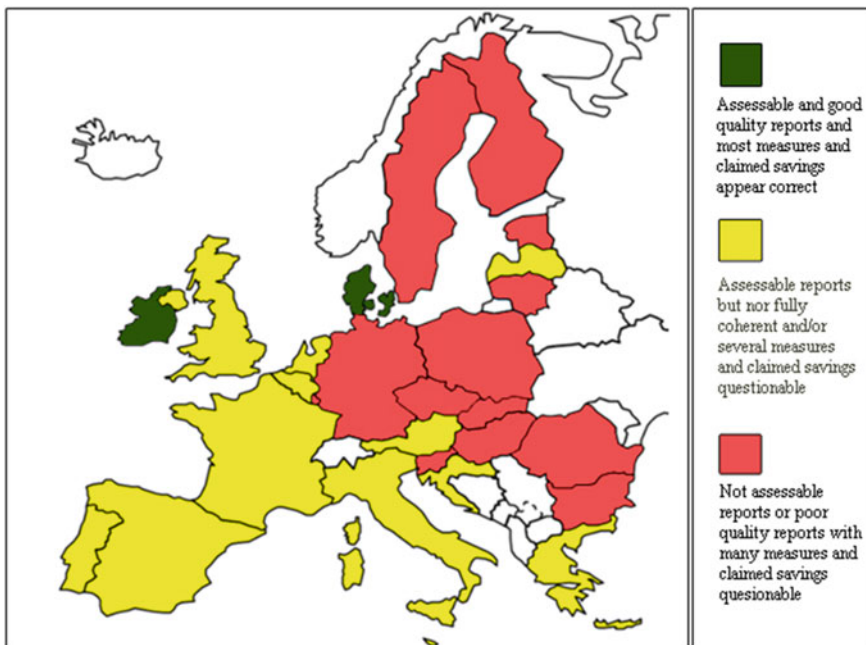 Assessable and good
quality reports and
most measures and
claimed savings
appear correct
Assessable reports
but nor fully
coherent and/or
several measures
and claimed savings
questionable
Not assessable
reports or poor
quality reports with
many measures and
claimed savings
quesionable